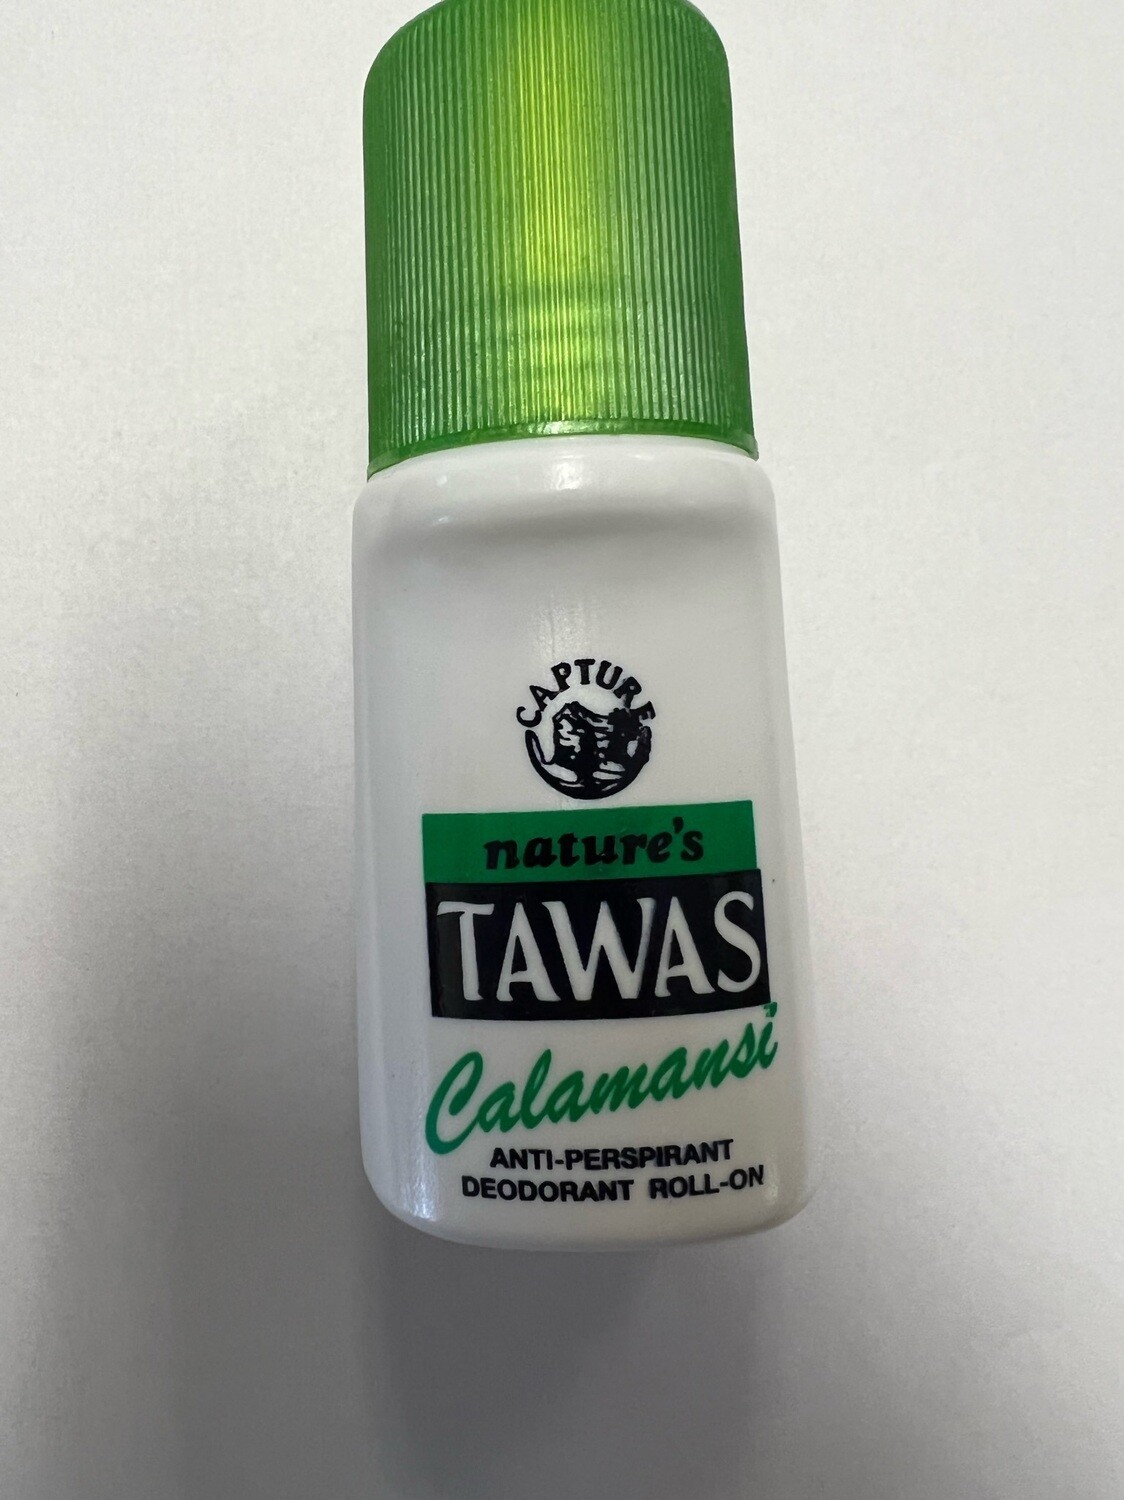 CAPTURE
nature's
TAWAS
Calamansi
ANTI-PERSPIRANT
DEODORANT ROLL-ON